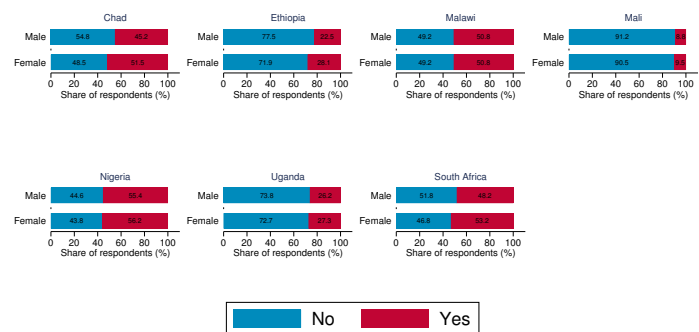 Chad
Male 54.8 45.2
Female 48.5 51.5
0 20 40 60 80 100
Share of respondents (%)
Ethiopia
Male 77.5 22.5
Female 71.9 28.1
0 20 40 60 80 100
Share of respondents (%)
Malawi
Male 49.2 50.8
Female 49.2 50.8
0 20 40 60 80 100
Share of respondents (%)
Mali
Male 91.2 8.8
Female 90.5 9.5
0 20 40 60 80 100
Share of respondents (%)
Nigeria
Male 44.6 55.4
Female 43.8 56.2
0 20 40 60 80 100
Share of respondents (%)
Uganda
Male 73.8 26.2
Female 72.7 27.3
0 20 40 60 80 100
Share of respondents (%)
South Africa
Male 51.8 48.2
Female 46.8 53.2
0 20 40 60 80 100
Share of respondents (%)
No Yes